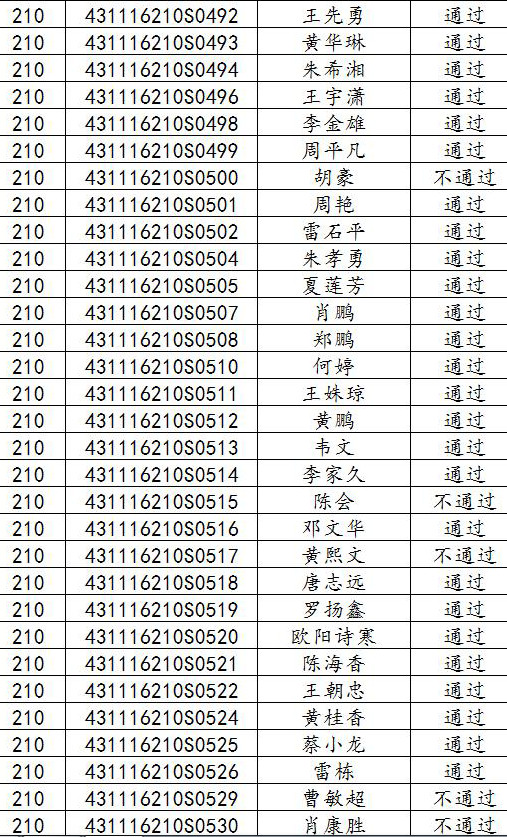 210 431116210S0492 王先勇 通过
210 431116210S0493 黄华琳 通过
210 431116210S0494 朱希湘 通过
210 431116210S0496 王宇潇 通过
210 431116210S0498 李金雄 通过
210 431116210S0499 周平凡 通过
210 431116210S0500 胡豪 不通过
210 431116210S0501 周艳 通过
210 431116210S0502 雷石平 通过
210 431116210S0504 朱孝勇 通过
210 431116210S0505 夏莲芳 通过
210 431116210S0507 肖鹏 通过
210 431116210S0508 郑鹏 通过
210 431116210S0510 何婷 通过
210 431116210S0511 王姝琼 通过
210 431116210S0512 黄鹏 通过
210 431116210S0513 韦文 通过
210 431116210S0514 李家久 通过
210 431116210S0515 陈会 不通过
210 431116210S0516 邓文华 通过
210 431116210S0517 黄熙文 不通过
210 431116210S0518 唐志远 通过
210 431116210S0519 罗扬鑫 通过
210 431116210S0520 欧阳诗寒 通过
210 431116210S0521 陈海香 通过
210 431116210S0522 王朝忠 通过
210 431116210S0524 黄桂香 通过
210 431116210S0525 蔡小龙 通过
210 431116210S0526 雷栋 通过
210 431116210S0529 曹敏超 不通过
210 431116210S0530 肖康胜 不通过